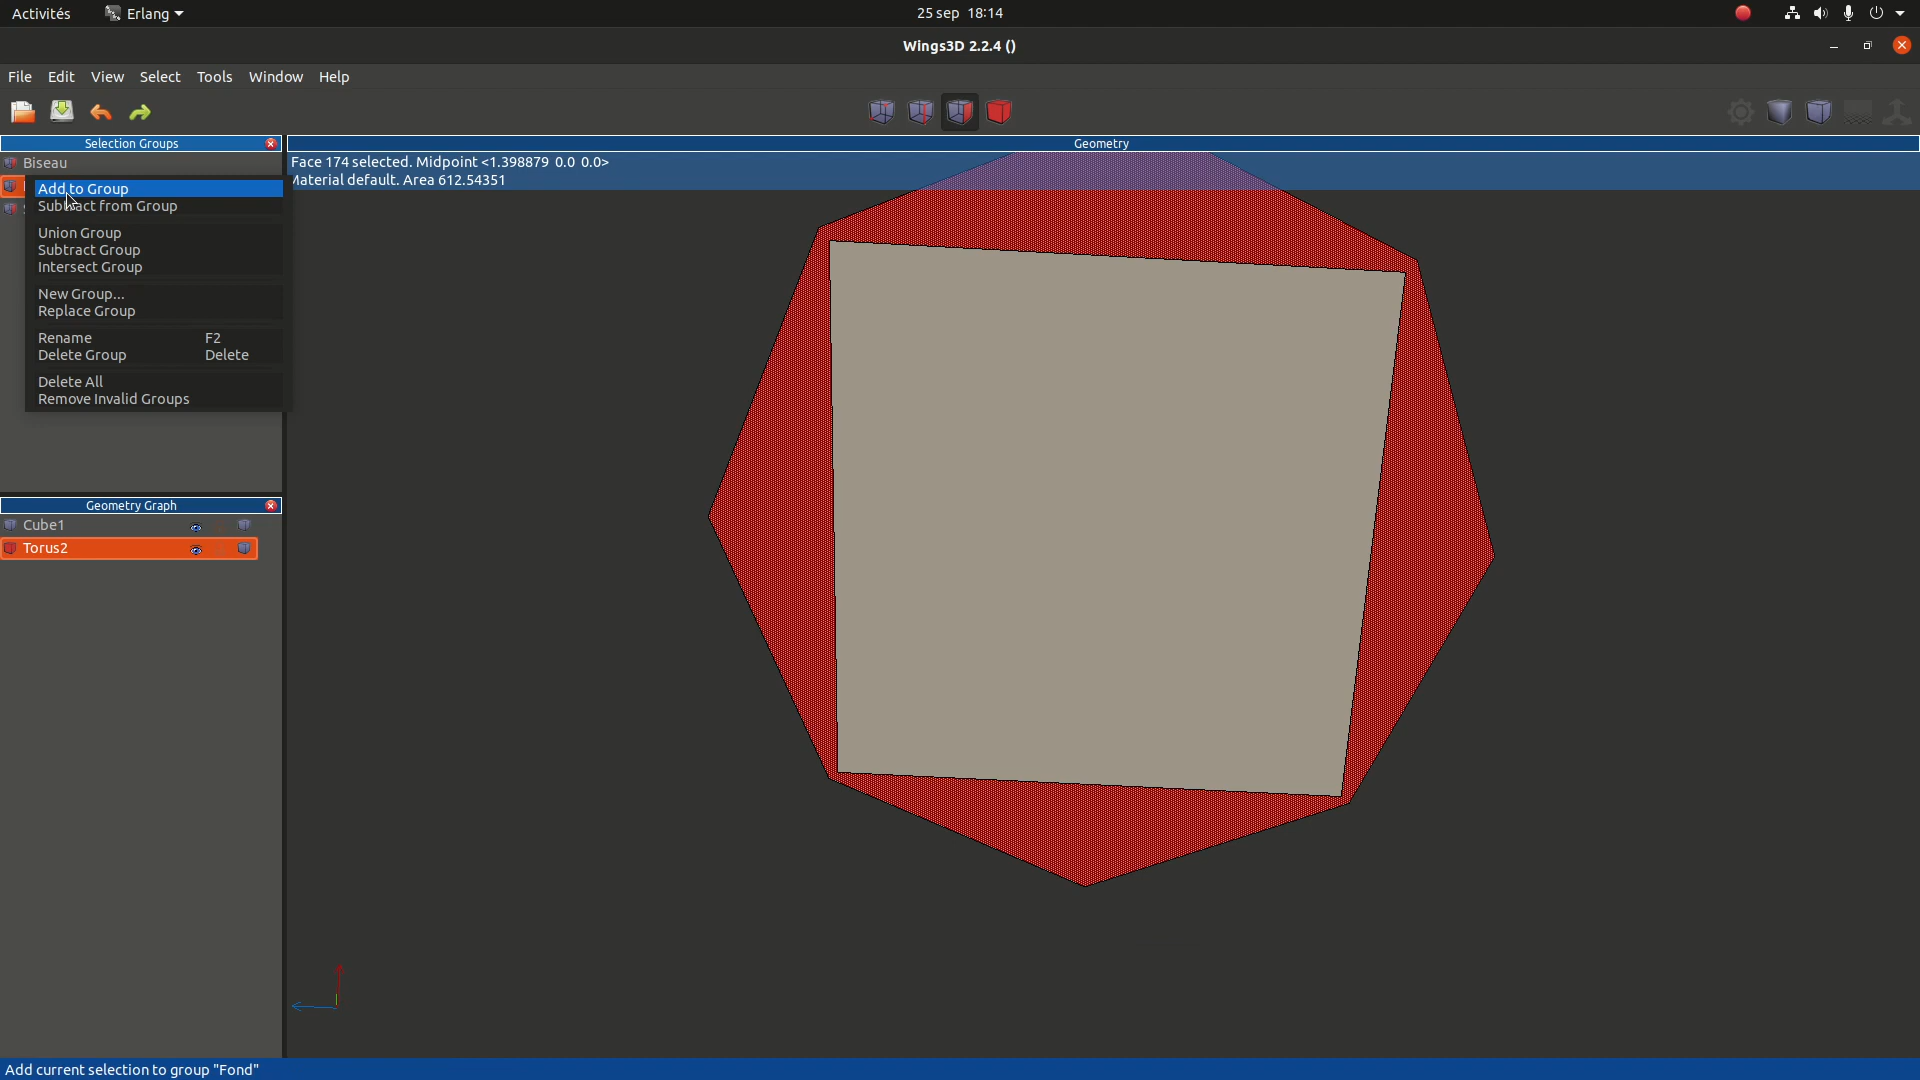 Activités
Erlang
25 sep 18:14
Wings3D 2.2.4 ()
File Edit View Select Tools Window Help
Selection Groups
Geometry
Biseau
Face 174 selected. Midpoint <1.398879 0.0 0.0>
Material default. Area 612.54351
Add to Group
Subtract from Group
Union Group
Subtract Group
Intersect Group
New Group...
Replace Group
Rename F2
Delete Group Delete
Delete All
Remove Invalid Groups
Geometry Graph
Cube1
Torus2
Add current selection to group "Fond"